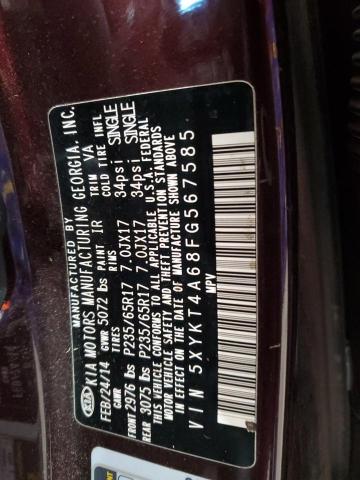 MANUFACTURED BY
KIA KIA MOTORS MANUFACTURING GEORGIA, INC.
FEB/24/14 GVWR 5072 lbs PAINT IR TRIM VA
GAWR TIRES RIMS COLD TIRE INFL
FRONT 2976 lbs P235/65R17 7.0JX17 34psi SINGLE
REAR 3075 lbs P235/65R17 7.0JX17 34psi SINGLE
THIS VEHICLE CONFORMS TO ALL APPLICABLE U.S.A. FEDERAL
MOTOR VEHICLE SAFETY AND THEFT PREVENTION STANDARDS
IN EFFECT ON THE DATE OF MANUFACTURE SHOWN ABOVE
VIN 5XYKT4A68FG567585
MPV